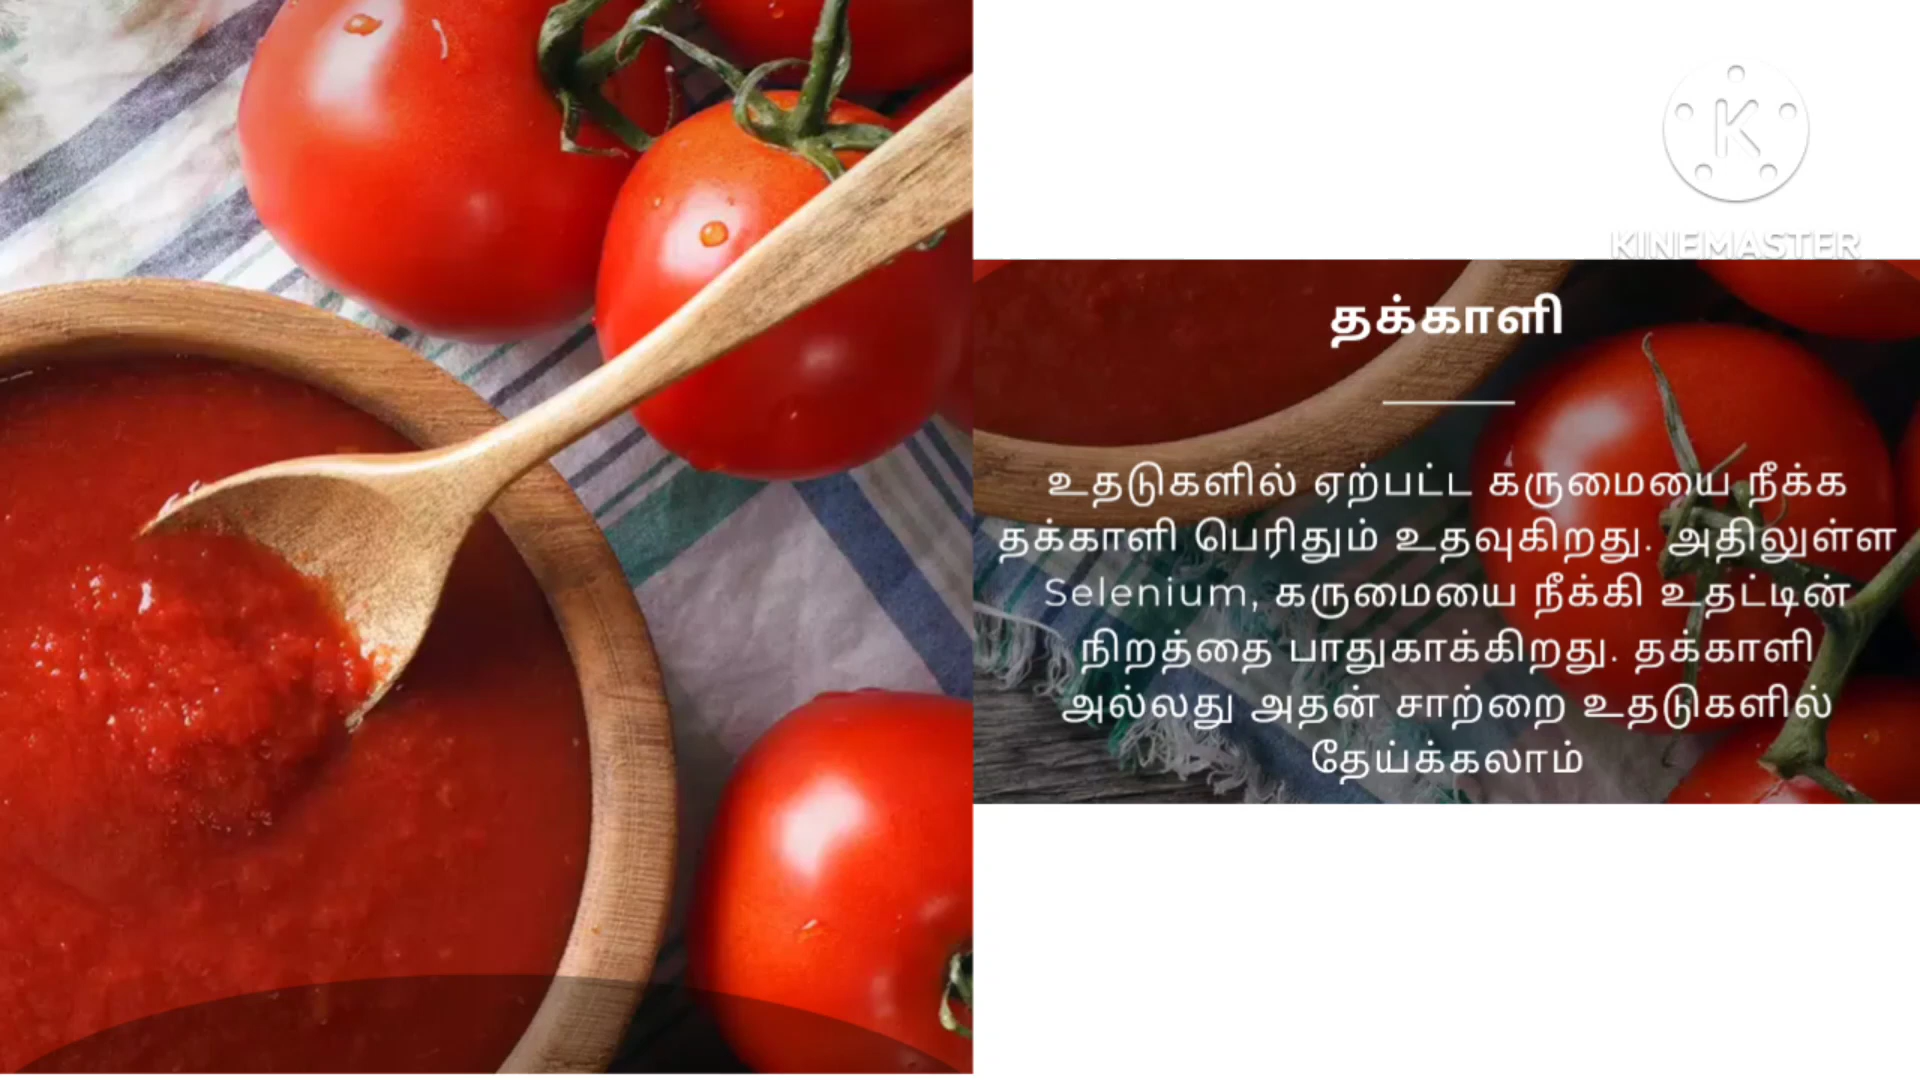 KINEMASTER
தக்காளி
உதடுகளில் ஏற்பட்ட கருமையை நீக்க
தக்காளி பெரிதும் உதவுகிறது. அதிலுள்ள
Selenium, கருமையை நீக்கி உதட்டின்
நிறத்தை பாதுகாக்கிறது. தக்காளி
அல்லது அதன் சாற்றை உதடுகளில்
தேய்க்கலாம்